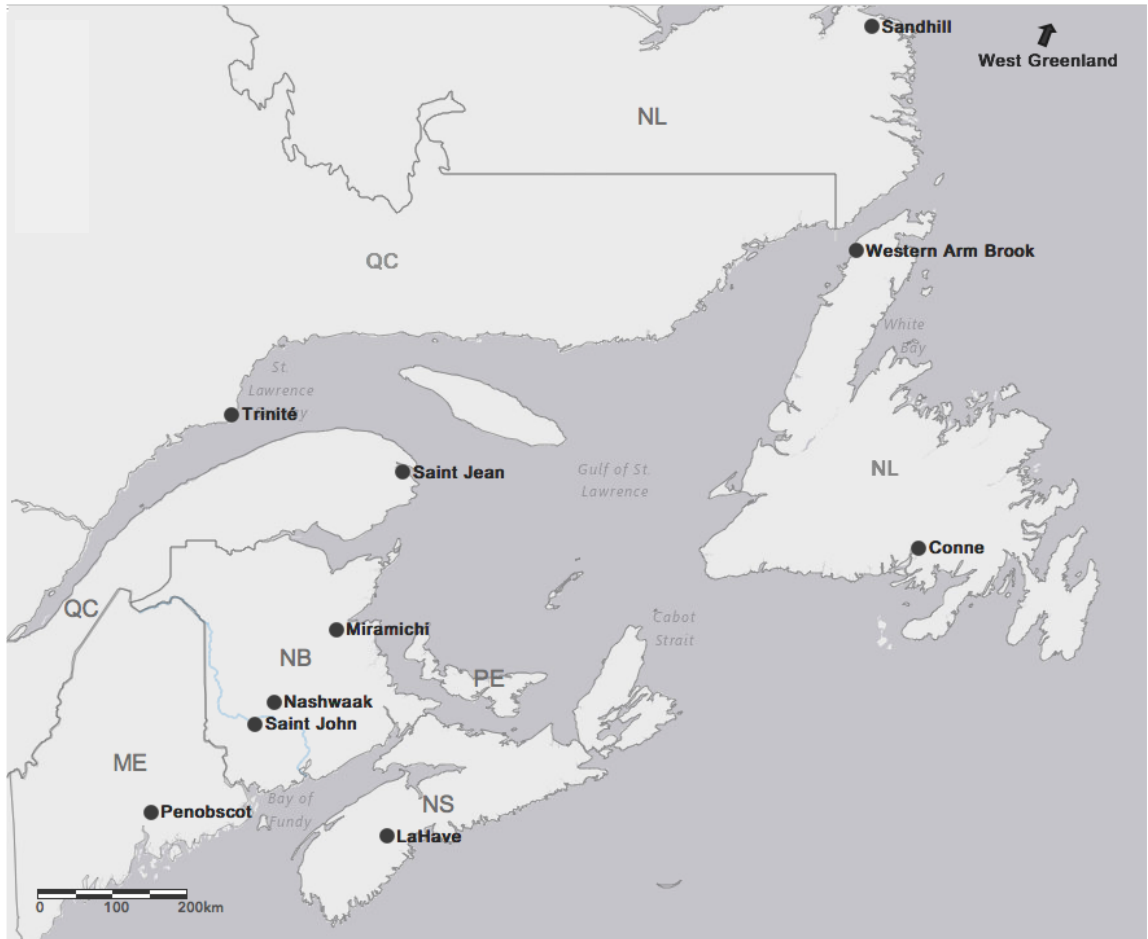 Sandhill
West Greenland
NL
QC
Western Arm Brook
White
Bay
St.
Lawrence
Trinité
Saint Jean
Gulf of St.
Lawrence
NL
Conne
QC
Miramichi
Cabot
Strait
NB
PE
Nashwaak
Saint John
ME
Bay of
Fundy
NS
Penobscot
LaHave
0 100 200km